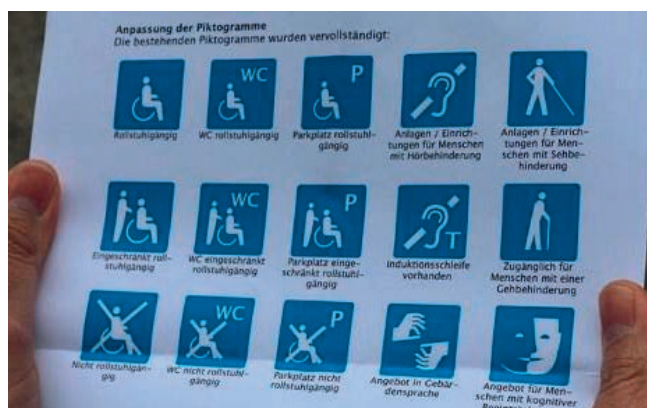 Anpassung der Piktogramme
Die bestehenden Piktogramme wurden vervollständigt:
WC
P
Rollstuhlgängig
WC rollstuhlgängig
Parkplatz rollstuhl-
gängig
Anlagen / Einrich-
tungen für Menschen
mit Hörbehinderung
Anlagen / Einrich-
tungen für Men-
schen mit Sehbe-
hinderung
WC
P
T
Eingeschränkt roll-
stuhlgängig
WC eingeschränkt
rollstuhlgängig
Parkplatz einge-
schränkt rollstuhl-
gängig
Induktionsschleife
vorhanden
Zugänglich für
Menschen mit einer
Gehbehinderung
WC
P
Nicht rollstuhlgän-
gig
WC nicht rollstuhl-
gängig
Parkplatz nicht
rollstuhlgängig
Angebot in Gebär-
densprache
Angebot für Men-
schen mit kognitiver